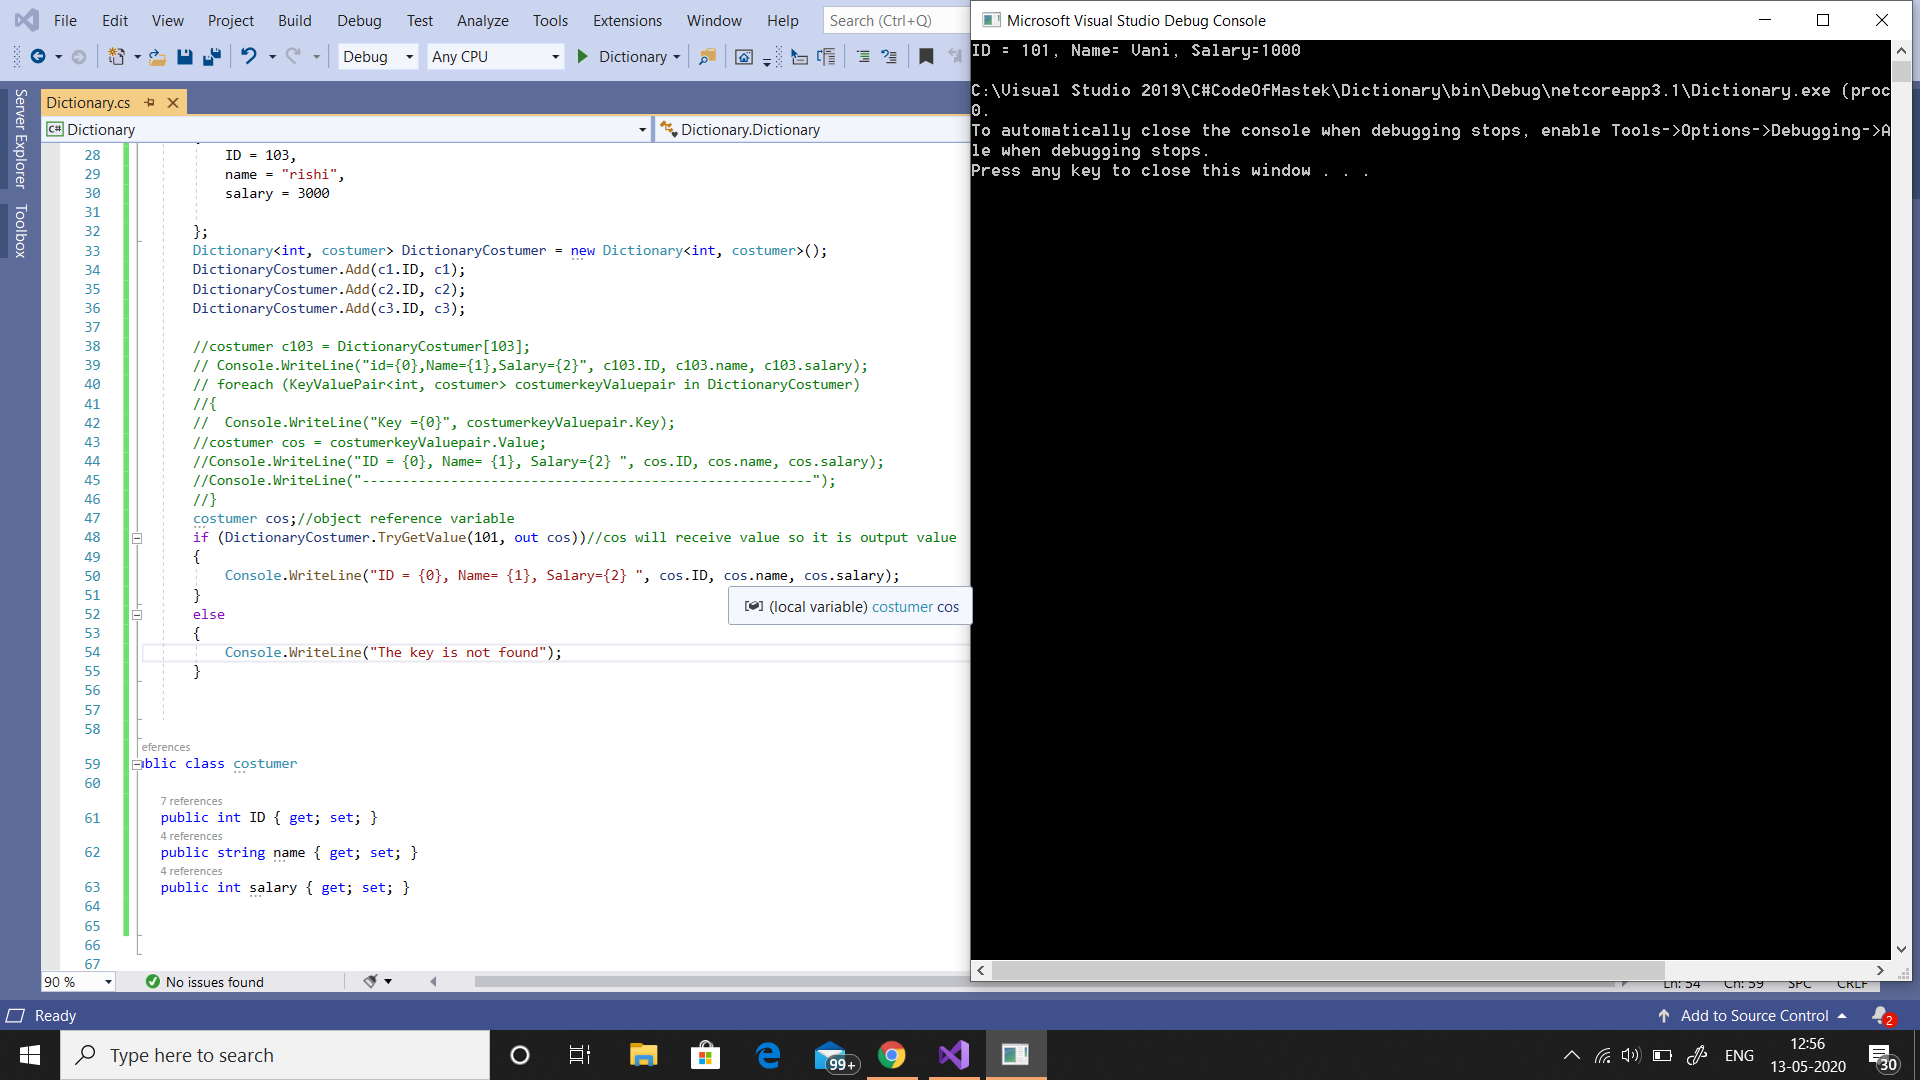 File Edit View Project Build Debug Test Analyze Tools Extensions Window Help Search (Ctrl+Q)
Debug Any CPU Dictionary
Server Explorer
Toolbox
Dictionary.cs
C# Dictionary Dictionary.Dictionary
28 ID = 103,
29 name = "rishi",
30 salary = 3000
31
32 };
33 Dictionary<int, costumer> DictionaryCostumer = new Dictionary<int, costumer>();
34 DictionaryCostumer.Add(c1.ID, c1);
35 DictionaryCostumer.Add(c2.ID, c2);
36 DictionaryCostumer.Add(c3.ID, c3);
37
38 //costumer c103 = DictionaryCostumer[103];
39 // Console.WriteLine("id={0},Name={1},Salary={2}", c103.ID, c103.name, c103.salary);
40 // foreach (KeyValuePair<int, costumer> costumerkeyValuepair in DictionaryCostumer)
41 //{
42 //  Console.WriteLine("Key ={0}", costumerkeyValuepair.Key);
43 //costumer cos = costumerkeyValuepair.Value;
44 //Console.WriteLine("ID = {0}, Name= {1}, Salary={2} ", cos.ID, cos.name, cos.salary);
45 //Console.WriteLine("--------------------------------------------------------");
46 //}
47 costumer cos;//object reference variable
48 if (DictionaryCostumer.TryGetValue(101, out cos))//cos will receive value so it is output value
49 {
50 Console.WriteLine("ID = {0}, Name= {1}, Salary={2} ", cos.ID, cos.name, cos.salary);
51 }
(local variable) costumer cos
52 else
53 {
54 Console.WriteLine("The key is not found");
55 }
56
57
58
eferences
59 ublic class costumer
60
7 references
61 public int ID { get; set; }
4 references
62 public string name { get; set; }
4 references
63 public int salary { get; set; }
64
65
66
67
90 % No issues found Ln: 54 Ch: 59 SPC CRLF
Microsoft Visual Studio Debug Console
ID = 101, Name= Vani, Salary=1000
C:\Visual Studio 2019\C#CodeOfMastek\Dictionary\bin\Debug\netcoreapp3.1\Dictionary.exe (proc
0.
To automatically close the console when debugging stops, enable Tools->Options->Debugging->A
le when debugging stops.
Press any key to close this window . . .
Ready Add to Source Control 2
Type here to search 99+ ENG 12:56
13-05-2020 30